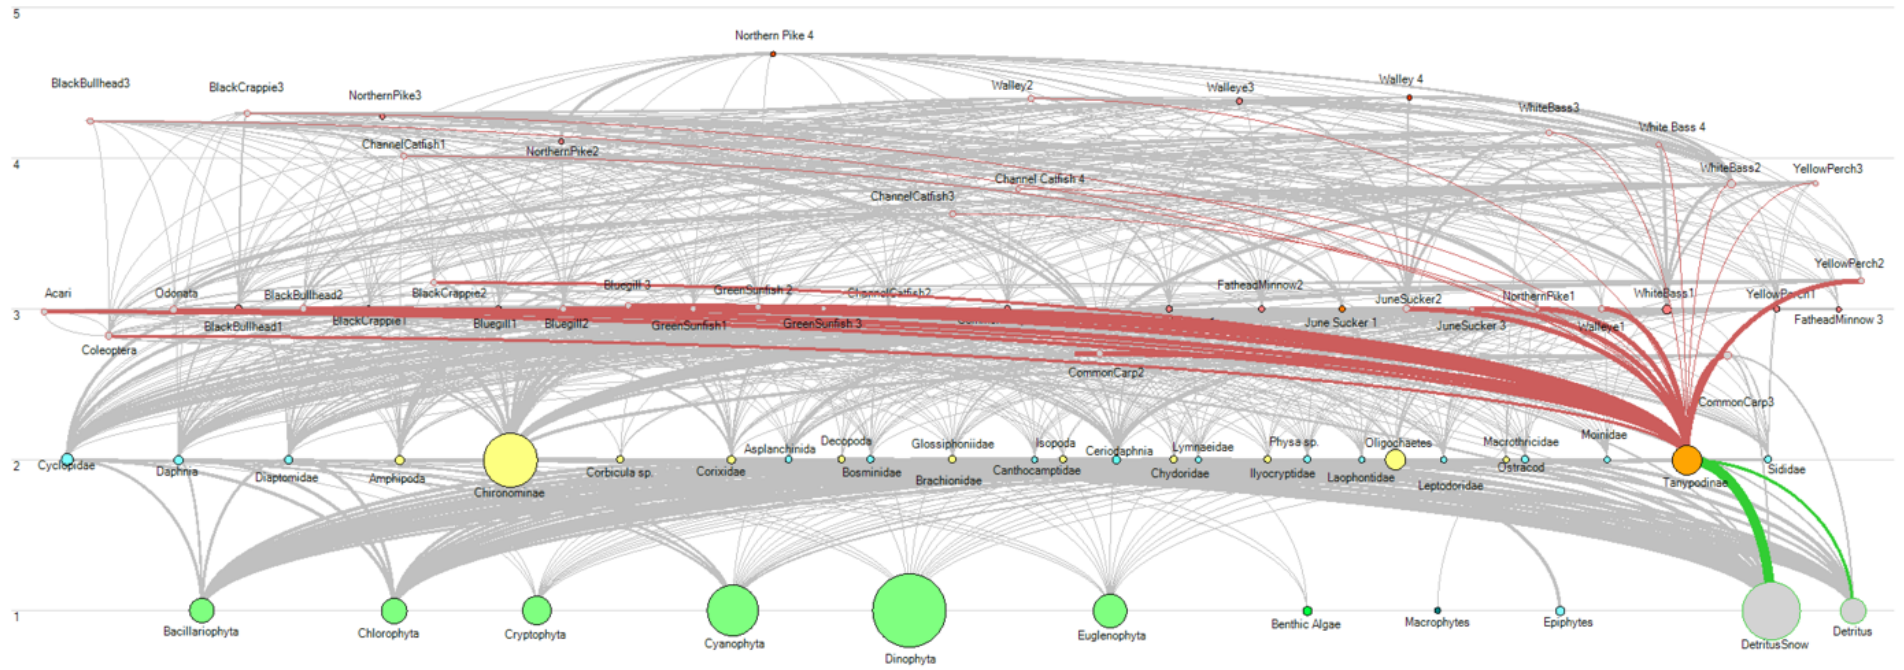 5
Northern Pike 4
BlackBullhead3
BlackCrappie3
NorthernPike3
Walley2
Walleye3
Walley 4
WhiteBass3
White Bass 4
ChannelCatfish1
NorthernPike2
4
WhiteBass2
YellowPerch3
Channel Catfish 4
ChannelCatfish3
YellowPerch2
Acari
Odonata
BlackBullhead2
BlackCrappie2
Bluegill 3
GreenSunfish 2
ChannelCatfish2
FatheadMinnow2
JuneSucker2
NorthernPike1
WhiteBass1
YellowPerch1
3
BlackBullhead1
BlackCrappie1
Bluegill1
Bluegill2
GreenSunfish1
GreenSunfish 3
June Sucker 1
JuneSucker 3
Walleye1
FatheadMinnow 3
Coleoptera
CommonCarp2
CommonCarp3
2
Cyclopidae
Daphnia
Diaptomidae
Amphipoda
Chironominae
Corbicula sp.
Corixidae
Asplanchnida
Decopoda
Bosminidae
Glossiphoniidae
Brachionidae
Isopoda
Canthocamptidae
Ceriodaphnia
Lymnaeidae
Chydoridae
Physa sp.
Ilyocryptidae
Oligochaetes
Laophontidae
Leptodoridae
Macrothricidae
Ostracod
Moinidae
Tanypodinae
Sididae
1
Bacillariophyta
Chlorophyta
Cryptophyta
Cyanophyta
Dinophyta
Euglenophyta
Benthic Algae
Macrophytes
Epiphytes
DetritusSnow
Detritus